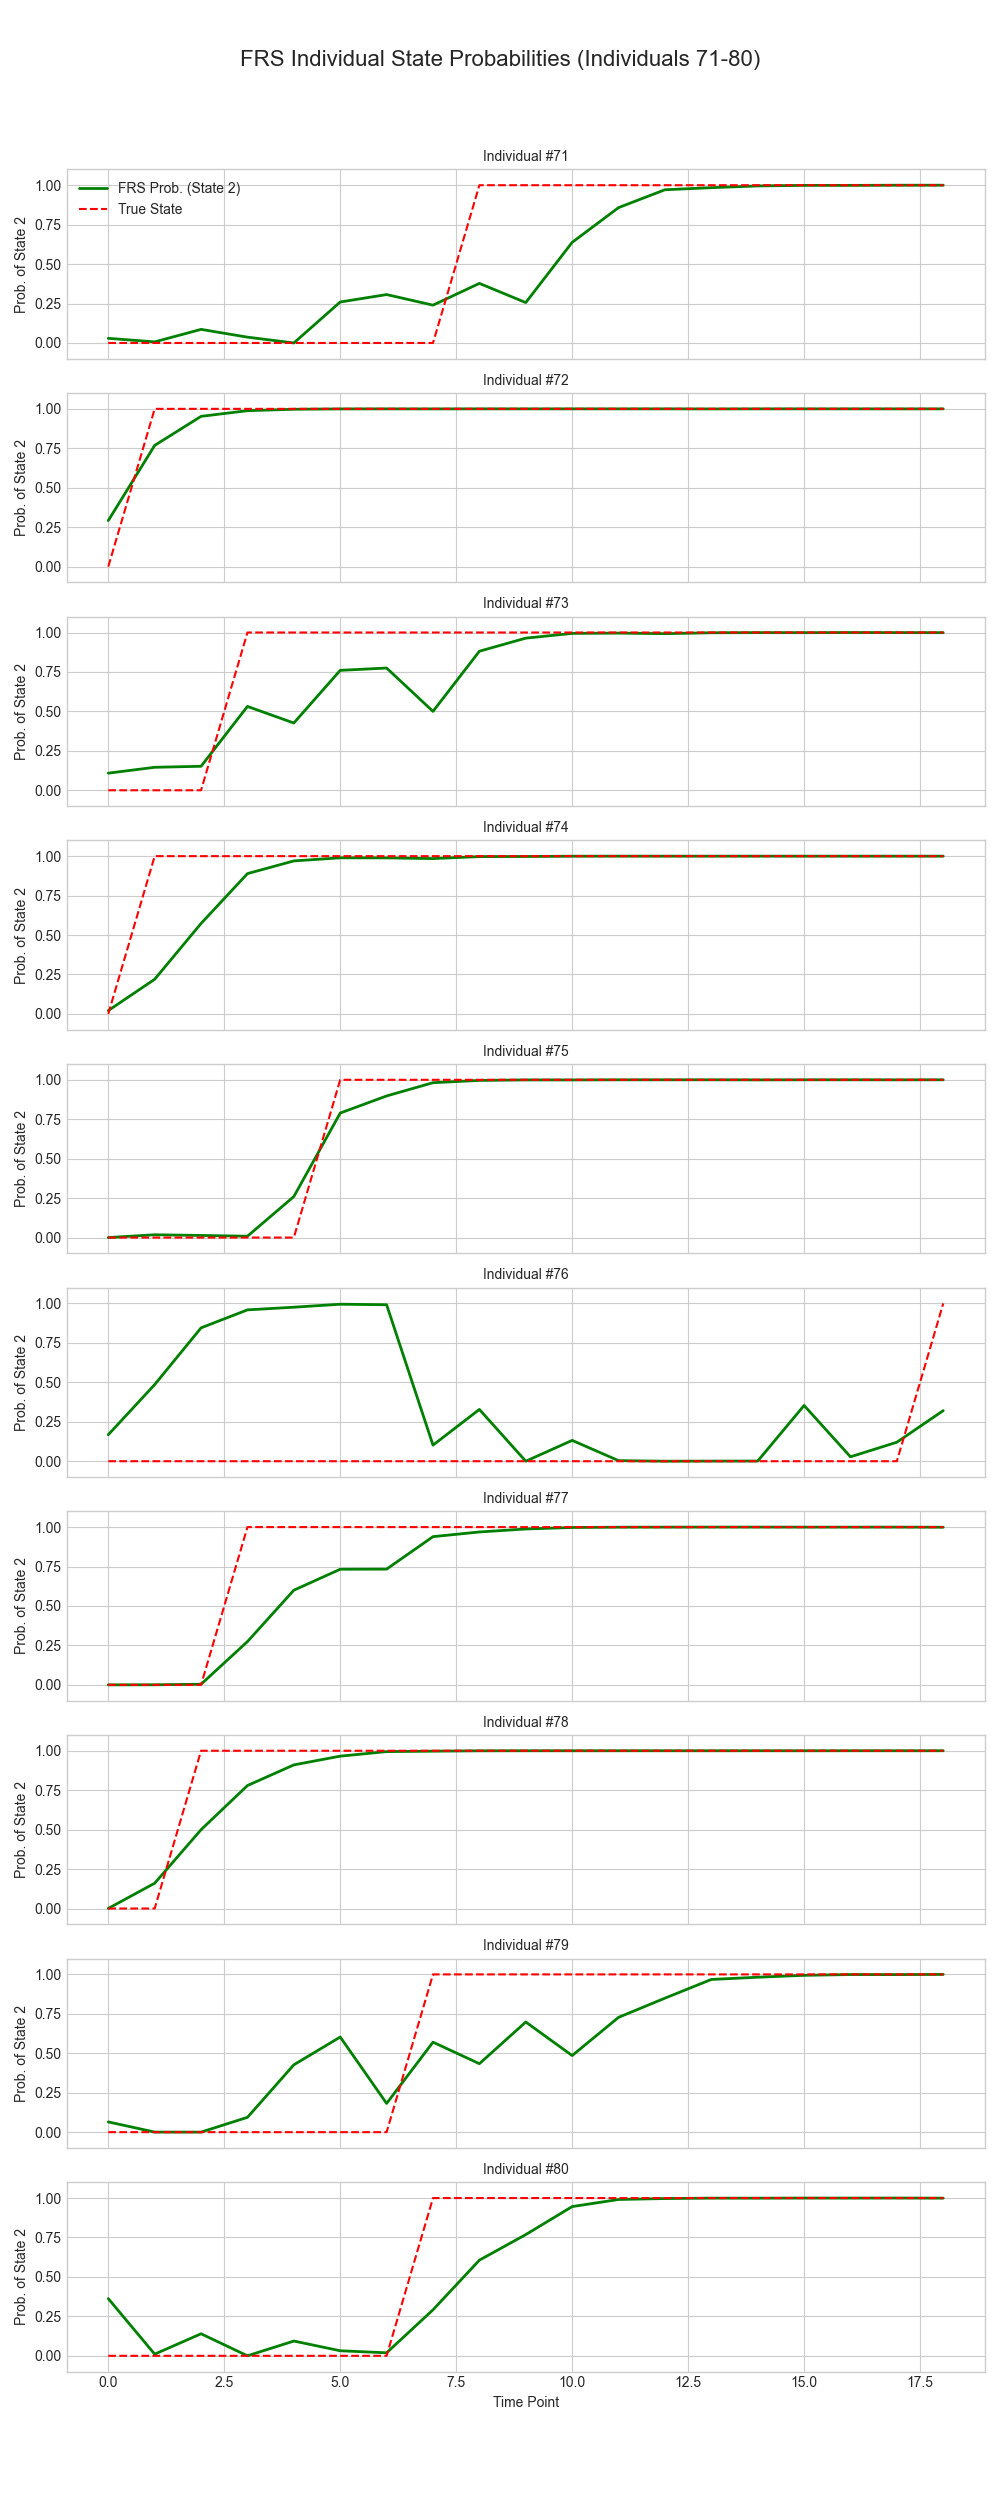 FRS Individual State Probabilities (Individuals 71-80)
Individual #71
FRS Prob. (State 2)
True State
Prob. of State 2
1.00
0.75
0.50
0.25
0.00
Individual #72
Prob. of State 2
1.00
0.75
0.50
0.25
0.00
Individual #73
Prob. of State 2
1.00
0.75
0.50
0.25
0.00
Individual #74
Prob. of State 2
1.00
0.75
0.50
0.25
0.00
Individual #75
Prob. of State 2
1.00
0.75
0.50
0.25
0.00
Individual #76
Prob. of State 2
1.00
0.75
0.50
0.25
0.00
Individual #77
Prob. of State 2
1.00
0.75
0.50
0.25
0.00
Individual #78
Prob. of State 2
1.00
0.75
0.50
0.25
0.00
Individual #79
Prob. of State 2
1.00
0.75
0.50
0.25
0.00
Individual #80
Prob. of State 2
1.00
0.75
0.50
0.25
0.00
0.0 2.5 5.0 7.5 10.0 12.5 15.0 17.5
Time Point